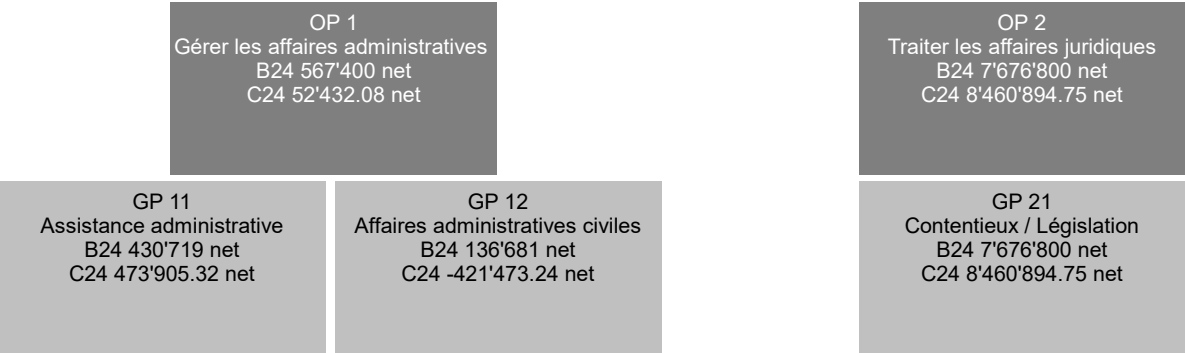 OP 1
Gérer les affaires administratives
B24 567'400 net
C24 52'432.08 net
OP 2
Traiter les affaires juridiques
B24 7'676'800 net
C24 8'460'894.75 net
GP 11
Assistance administrative
B24 430'719 net
C24 473'905.32 net
GP 12
Affaires administratives civiles
B24 136'681 net
C24 -421'473.24 net
GP 21
Contentieux / Législation
B24 7'676'800 net
C24 8'460'894.75 net